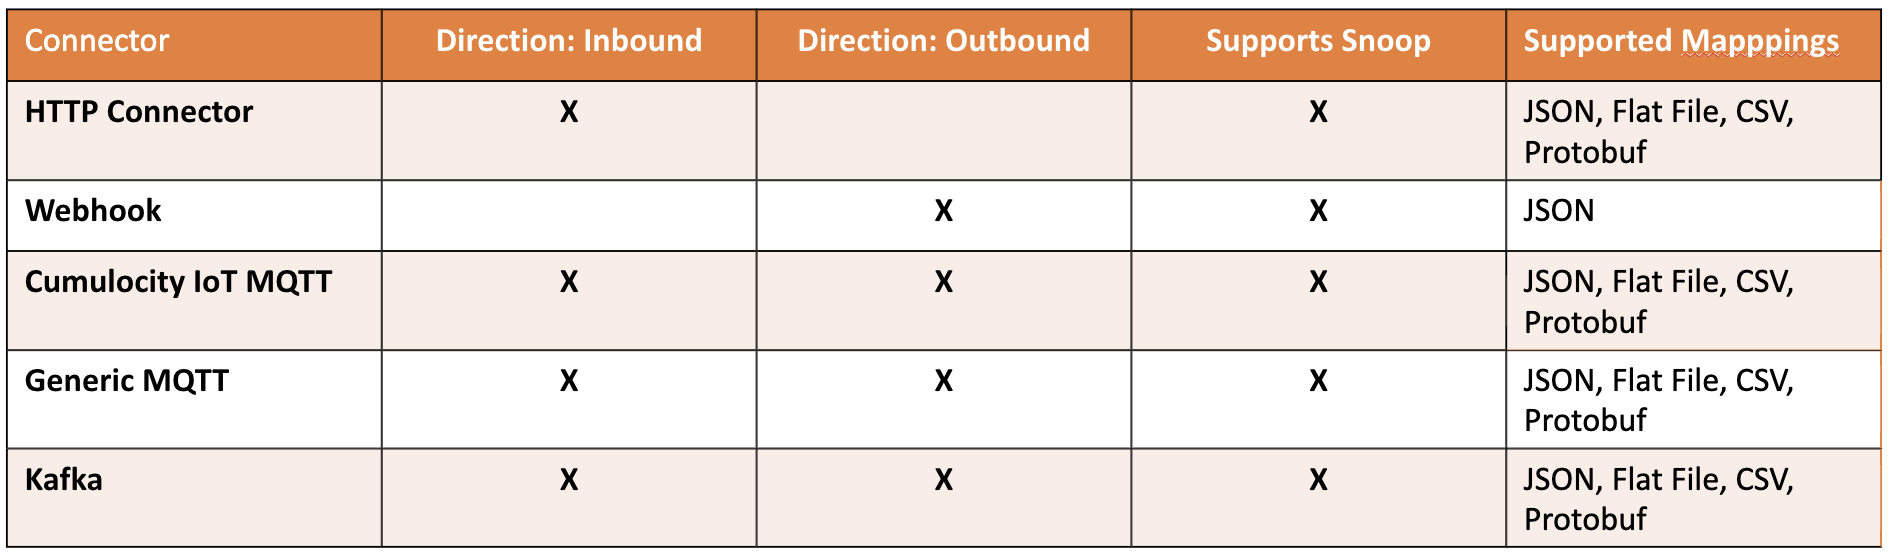 Connector Direction: Inbound Direction: Outbound Supports Snoop Supported Mapppings
HTTP Connector X X JSON, Flat File, CSV,
Protobuf
Webhook X X JSON
Cumulocity IoT MQTT X X X JSON, Flat File, CSV,
Protobuf
Generic MQTT X X X JSON, Flat File, CSV,
Protobuf
Kafka X X X JSON, Flat File, CSV,
Protobuf